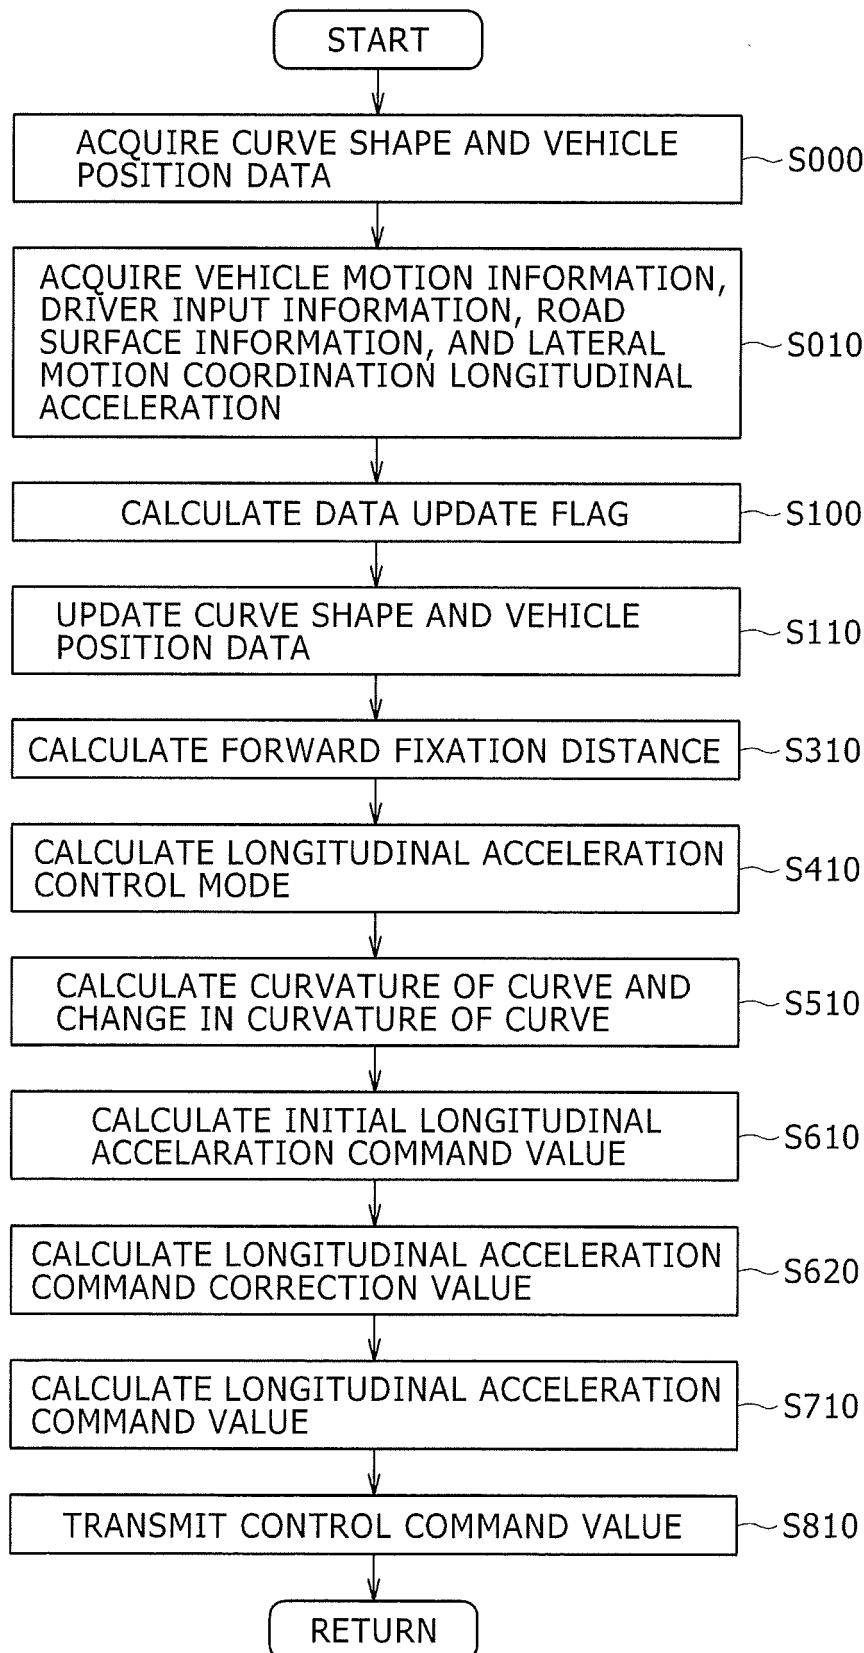 START
ACQUIRE CURVE SHAPE AND VEHICLE
POSITION DATA
S000
ACQUIRE VEHICLE MOTION INFORMATION,
DRIVER INPUT INFORMATION, ROAD
SURFACE INFORMATION, AND LATERAL
MOTION COORDINATION LONGITUDINAL
ACCELERATION
S010
CALCULATE DATA UPDATE FLAG
S100
UPDATE CURVE SHAPE AND VEHICLE
POSITION DATA
S110
CALCULATE FORWARD FIXATION DISTANCE
S310
CALCULATE LONGITUDINAL ACCELERATION
CONTROL MODE
S410
CALCULATE CURVATURE OF CURVE AND
CHANGE IN CURVATURE OF CURVE
S510
CALCULATE INITIAL LONGITUDINAL
ACCELARATION COMMAND VALUE
S610
CALCULATE LONGITUDINAL ACCELERATION
COMMAND CORRECTION VALUE
S620
CALCULATE LONGITUDINAL ACCELERATION
COMMAND VALUE
S710
TRANSMIT CONTROL COMMAND VALUE
S810
RETURN